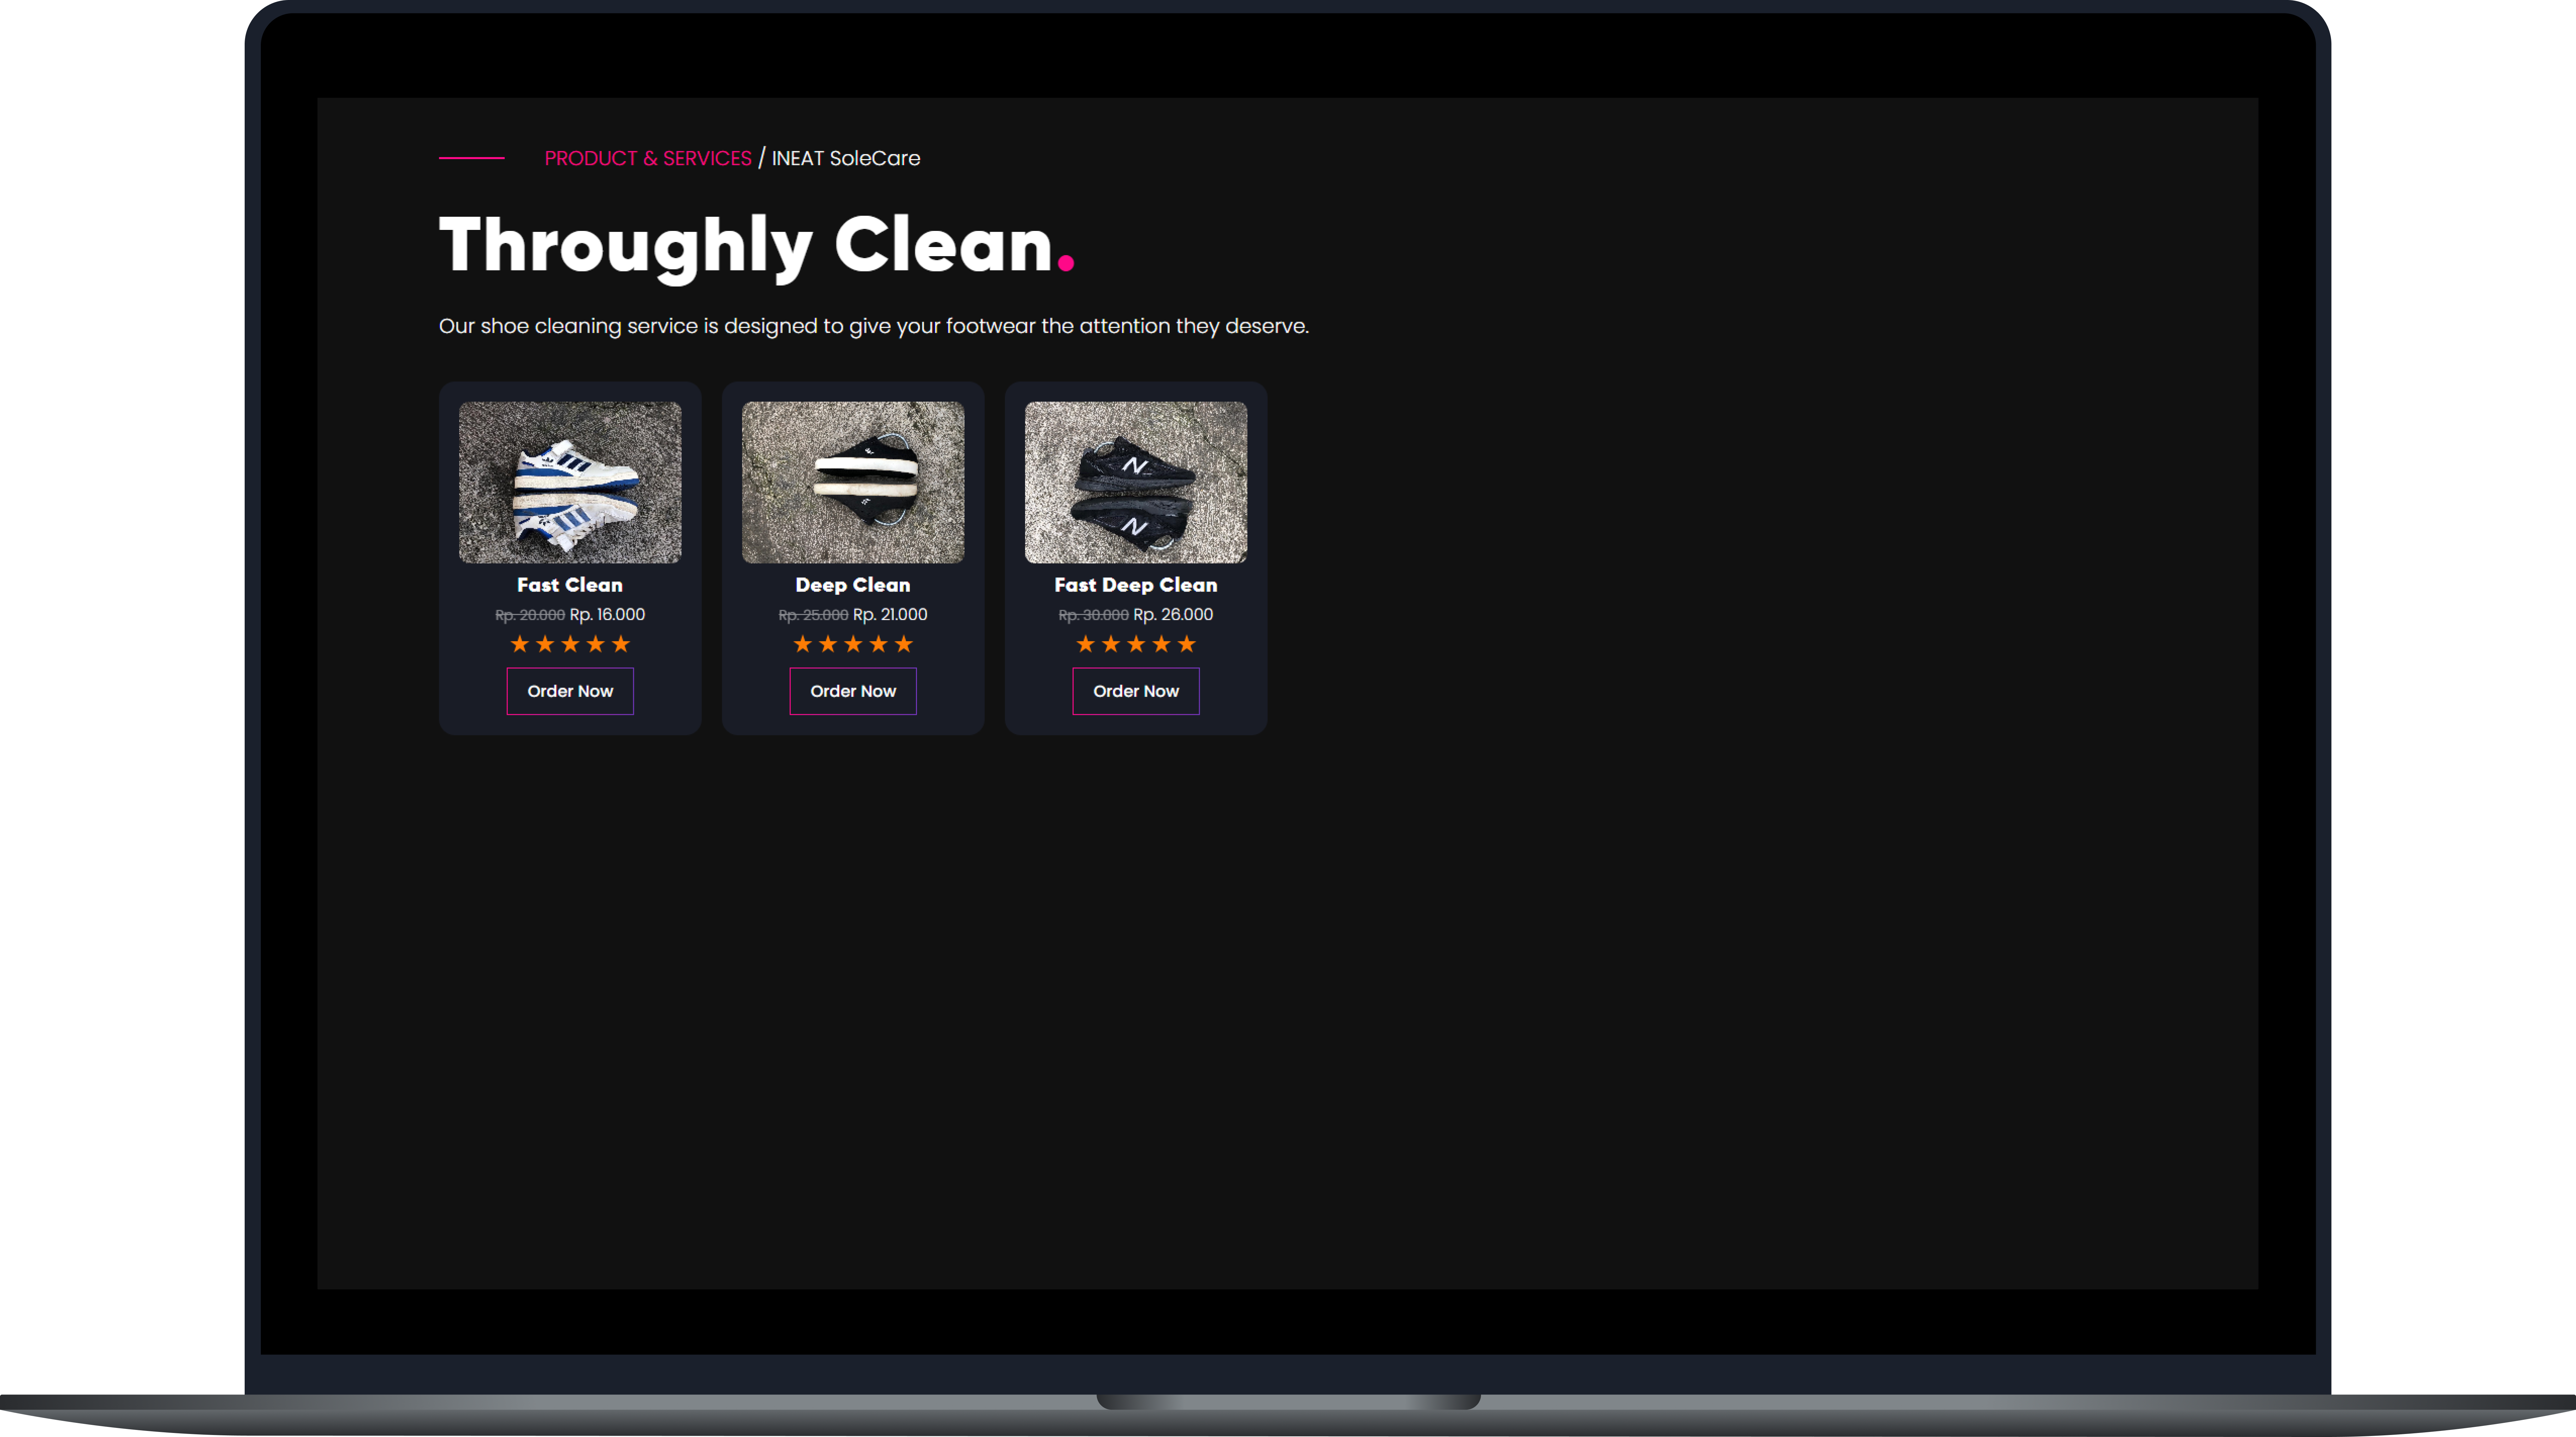 PRODUCT & SERVICES / INEAT SoleCare
Throughly Clean.
Our shoe cleaning service is designed to give your footwear the attention they deserve.
Fast Clean
Rp. 20.000 Rp. 16.000
★★★★★
Order Now
Deep Clean
Rp. 25.000 Rp. 21.000
★★★★★
Order Now
Fast Deep Clean
Rp. 30.000 Rp. 26.000
★★★★★
Order Now